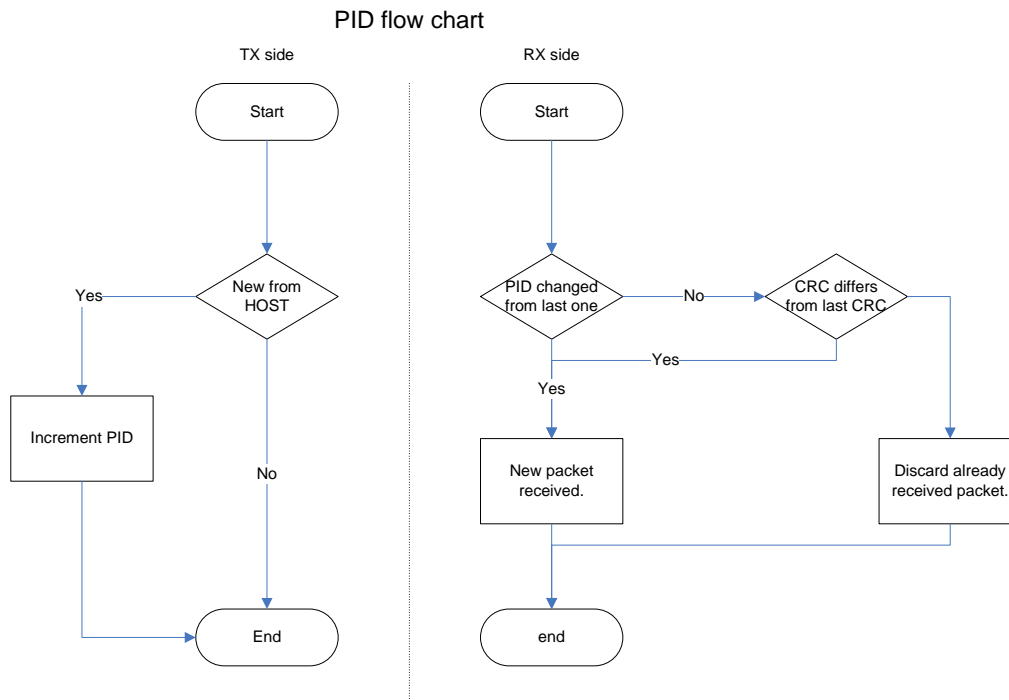 PID flow chart
TX side
Start
New from
HOST
Yes
Increment PID
No
End
RX side
Start
PID changed
from last one
No
CRC differs
from last CRC
Yes
Yes
New packet
received.
Discard already
received packet.
end